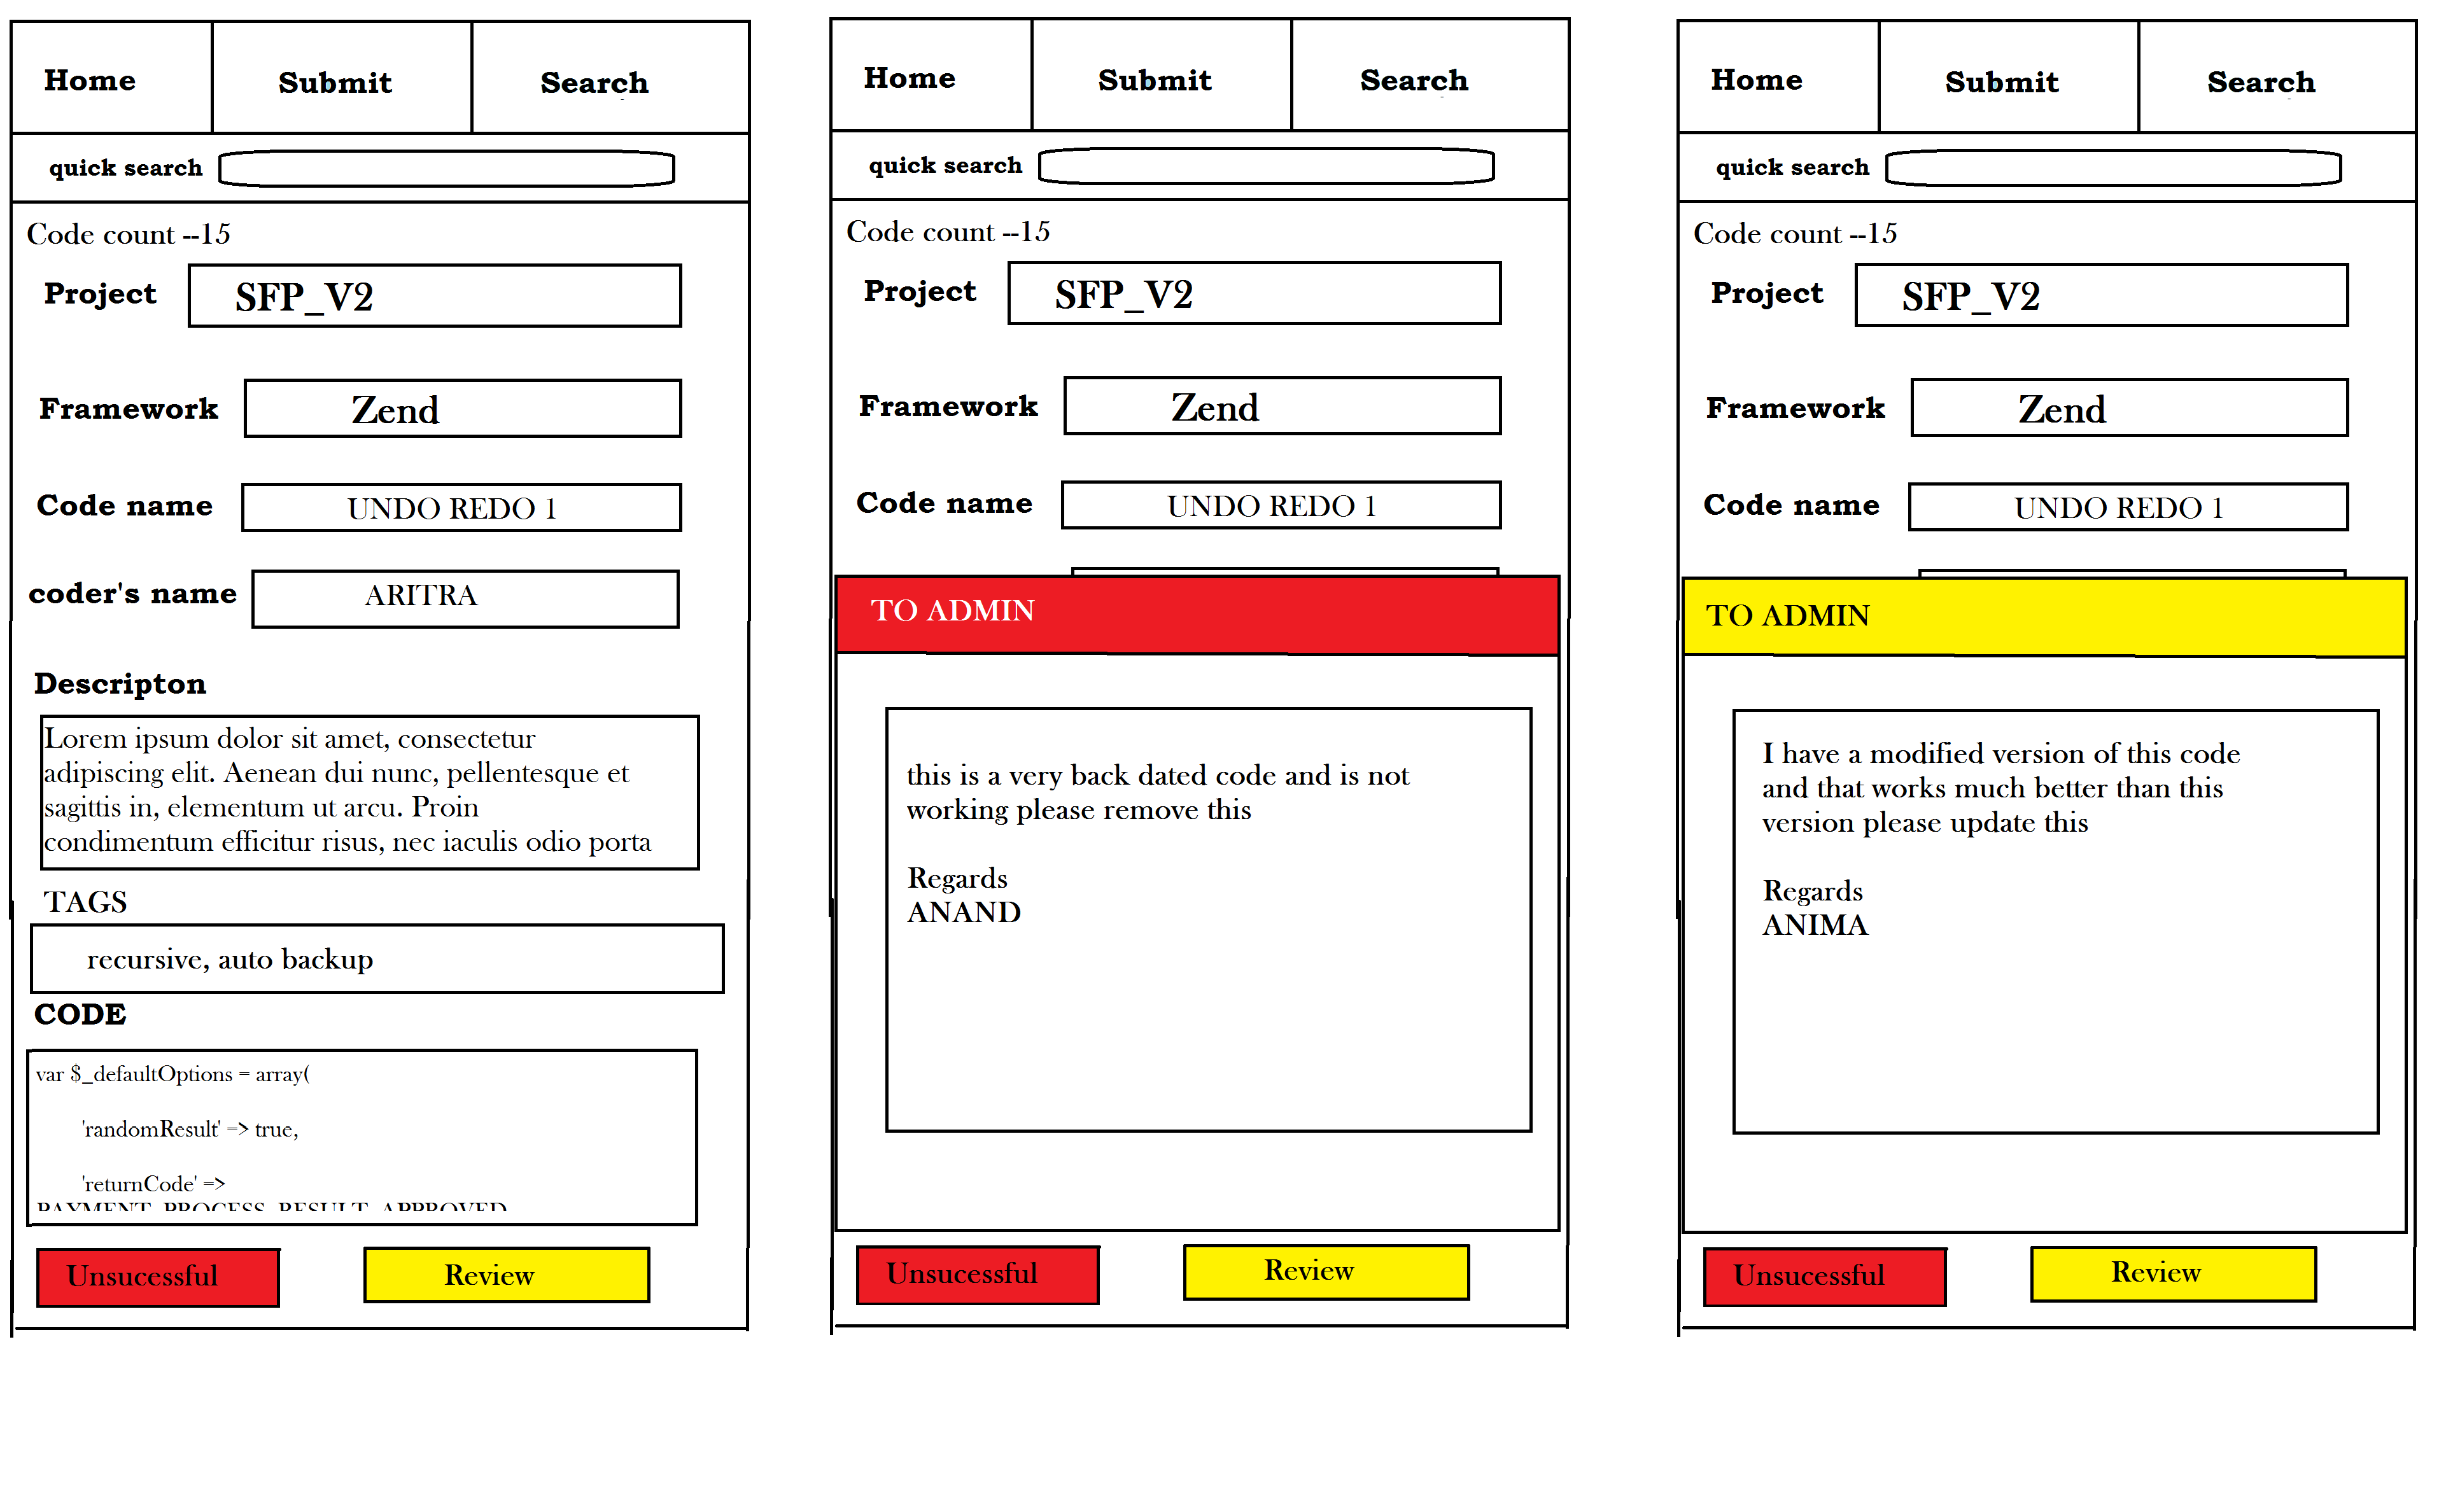 Home Submit Search
quick search
Code count --15
Project SFP_V2
Framework Zend
Code name UNDO REDO 1
coder's name ARITRA
Descripton
Lorem ipsum dolor sit amet, consectetur
adipiscing elit. Aenean dui nunc, pellentesque et
sagittis in, elementum ut arcu. Proin
condimentum efficitur risus, nec iaculis odio porta
TAGS
recursive, auto backup
CODE
var $_defaultOptions = array(
'randomResult' => true,
'returnCode' =>
PAYMENT_PROCESS_RESULT_APPROVED
Unsucessful Review
Home Submit Search
quick search
Code count --15
Project SFP_V2
Framework Zend
Code name UNDO REDO 1
TO ADMIN
this is a very back dated code and is not
working please remove this
Regards
ANAND
Unsucessful Review
Home Submit Search
quick search
Code count --15
Project SFP_V2
Framework Zend
Code name UNDO REDO 1
TO ADMIN
I have a modified version of this code
and that works much better than this
version please update this
Regards
ANIMA
Unsucessful Review